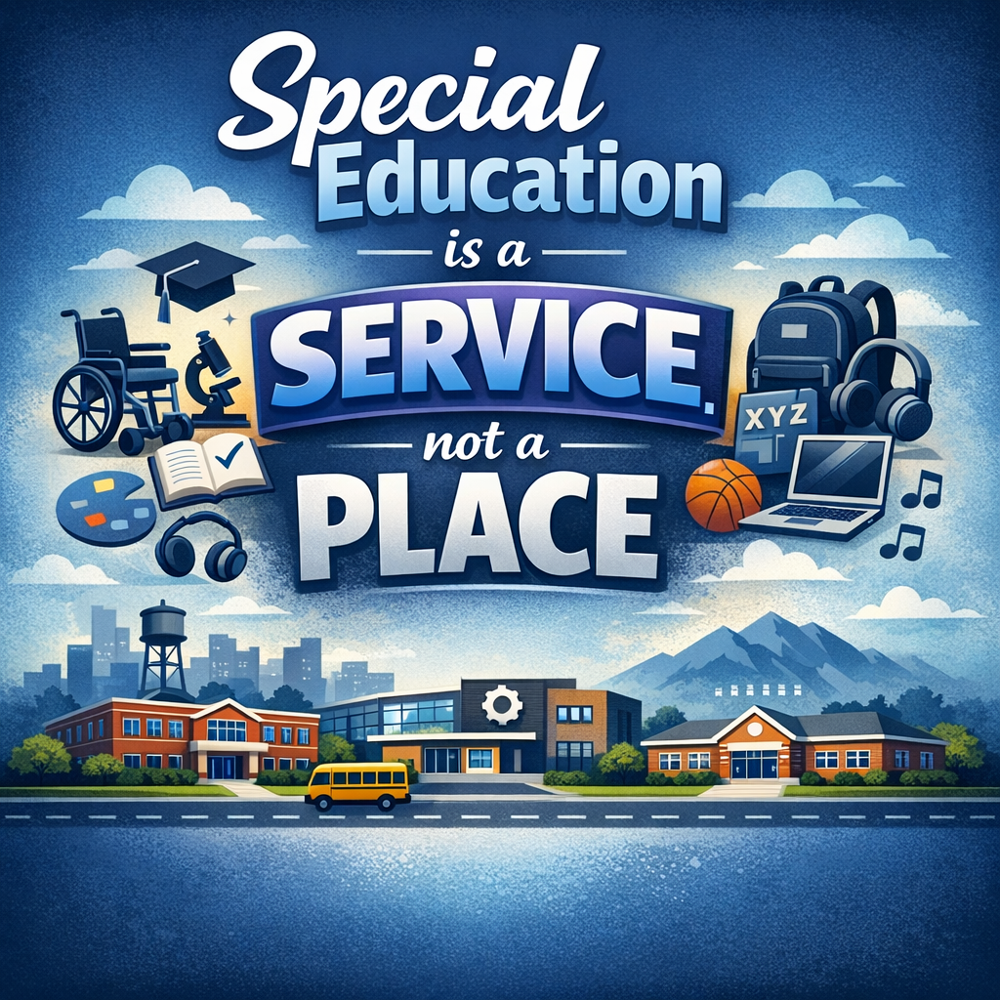 Special
Education
is a
SERVICE.
not a
PLACE
XYZ